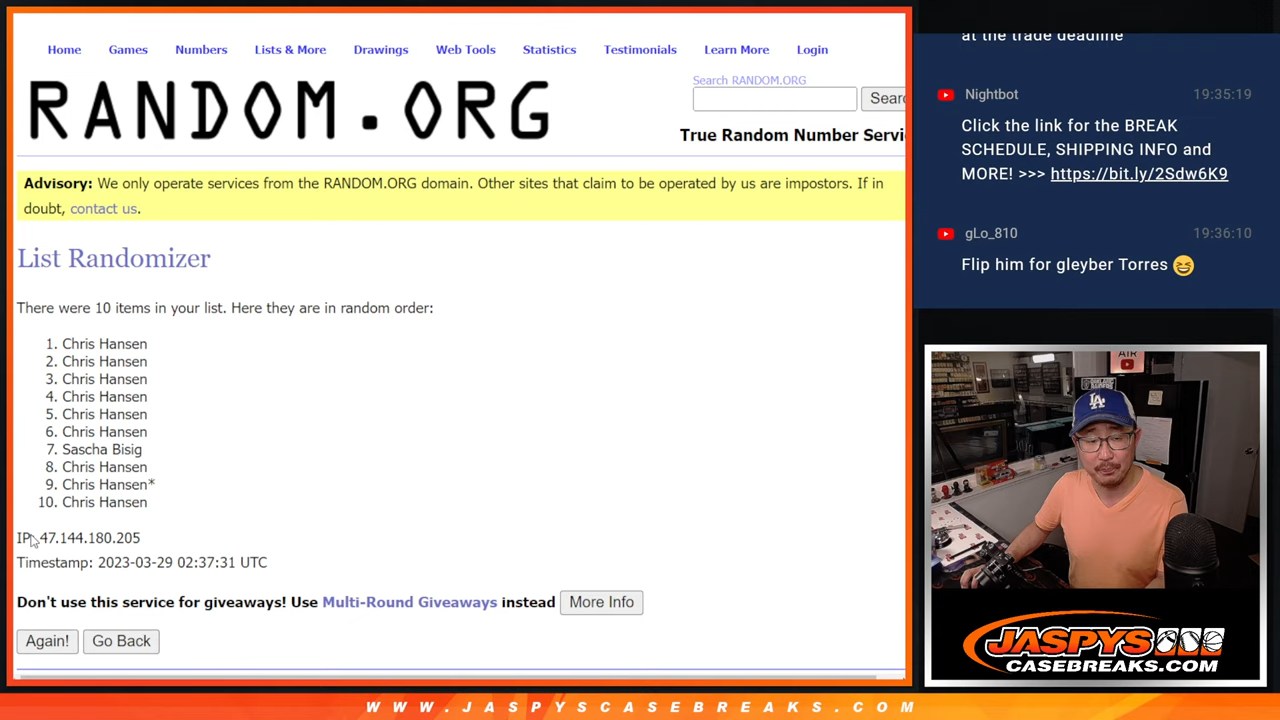 Home Games Numbers Lists & More Drawings Web Tools Statistics Testimonials Learn More Login
RANDOM.ORG
Search RANDOM.ORG
Searc
True Random Number Servi
Advisory: We only operate services from the RANDOM.ORG domain. Other sites that claim to be operated by us are impostors. If in
doubt, contact us.
List Randomizer
There were 10 items in your list. Here they are in random order:
1. Chris Hansen
2. Chris Hansen
3. Chris Hansen
4. Chris Hansen
5. Chris Hansen
6. Chris Hansen
7. Sascha Bisig
8. Chris Hansen
9. Chris Hansen*
10. Chris Hansen
IP: 47.144.180.205
Timestamp: 2023-03-29 02:37:31 UTC
Don't use this service for giveaways! Use Multi-Round Giveaways instead More Info
Again! Go Back
at the trade deadline
Nightbot 19:35:19
Click the link for the BREAK
SCHEDULE, SHIPPING INFO and
MORE! >>> https://bit.ly/2Sdw6K9
gLo_810 19:36:10
Flip him for gleyber Torres 😆
AIR
LA
JASPYS
CASEBREAKS.COM
WWW.JASPYSCASEBREAKS.COM